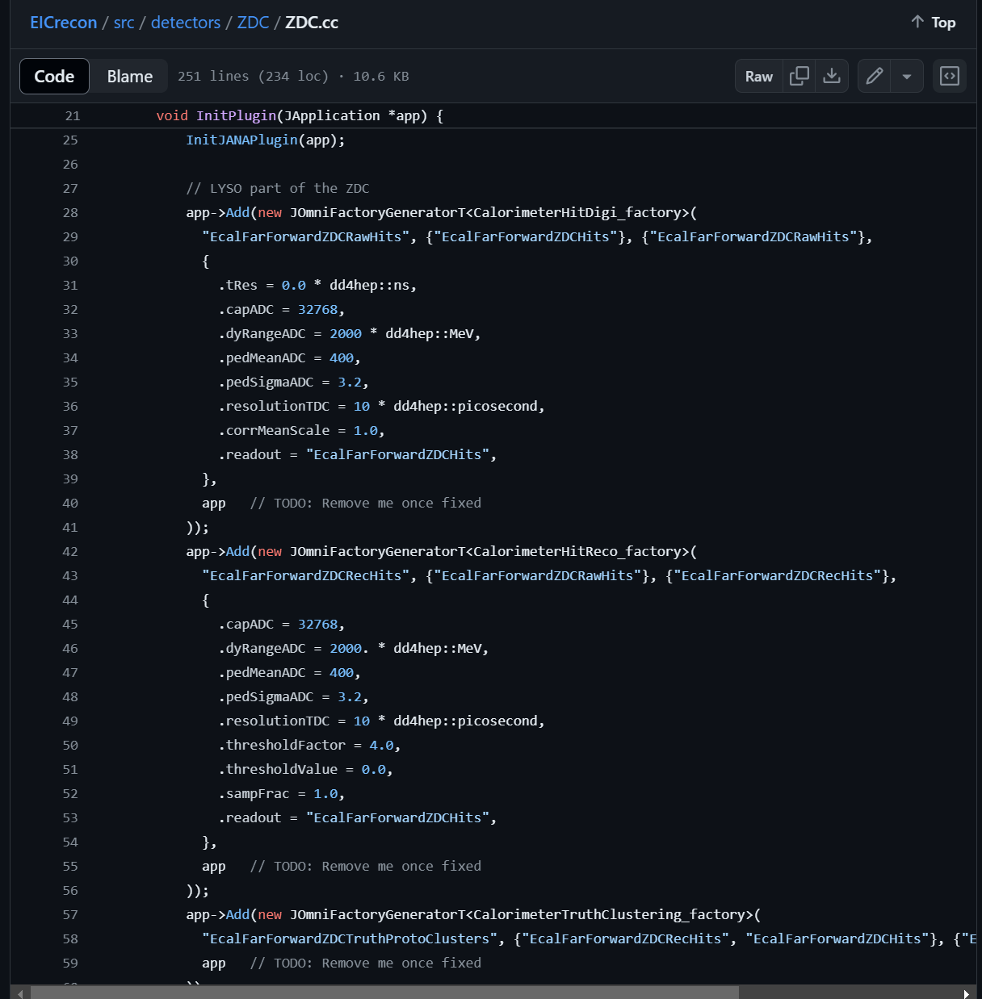 EICrecon / src / detectors / ZDC / ZDC.cc
Top
Code Blame 251 lines (234 loc) · 10.6 KB Raw
21 void InitPlugin(JApplication *app) {
25 InitJANAPlugin(app);
26
27 // LYSO part of the ZDC
28 app->Add(new JOmniFactoryGeneratorT<CalorimeterHitDigi_factory>(
29 "EcalFarForwardZDCRawHits", {"EcalFarForwardZDCHits"}, {"EcalFarForwardZDCRawHits"},
30 {
31 .tRes = 0.0 * dd4hep::ns,
32 .capADC = 32768,
33 .dyRangeADC = 2000 * dd4hep::MeV,
34 .pedMeanADC = 400,
35 .pedSigmaADC = 3.2,
36 .resolutionTDC = 10 * dd4hep::picosecond,
37 .corrMeanScale = 1.0,
38 .readout = "EcalFarForwardZDCHits",
39 },
40 app // TODO: Remove me once fixed
41 ));
42 app->Add(new JOmniFactoryGeneratorT<CalorimeterHitReco_factory>(
43 "EcalFarForwardZDCRecHits", {"EcalFarForwardZDCRawHits"}, {"EcalFarForwardZDCRecHits"},
44 {
45 .capADC = 32768,
46 .dyRangeADC = 2000. * dd4hep::MeV,
47 .pedMeanADC = 400,
48 .pedSigmaADC = 3.2,
49 .resolutionTDC = 10 * dd4hep::picosecond,
50 .thresholdFactor = 4.0,
51 .thresholdValue = 0.0,
52 .sampFrac = 1.0,
53 .readout = "EcalFarForwardZDCHits",
54 },
55 app // TODO: Remove me once fixed
56 ));
57 app->Add(new JOmniFactoryGeneratorT<CalorimeterTruthClustering_factory>(
58 "EcalFarForwardZDCTruthProtoClusters", {"EcalFarForwardZDCRecHits", "EcalFarForwardZDCHits"}, {"E
59 app // TODO: Remove me once fixed